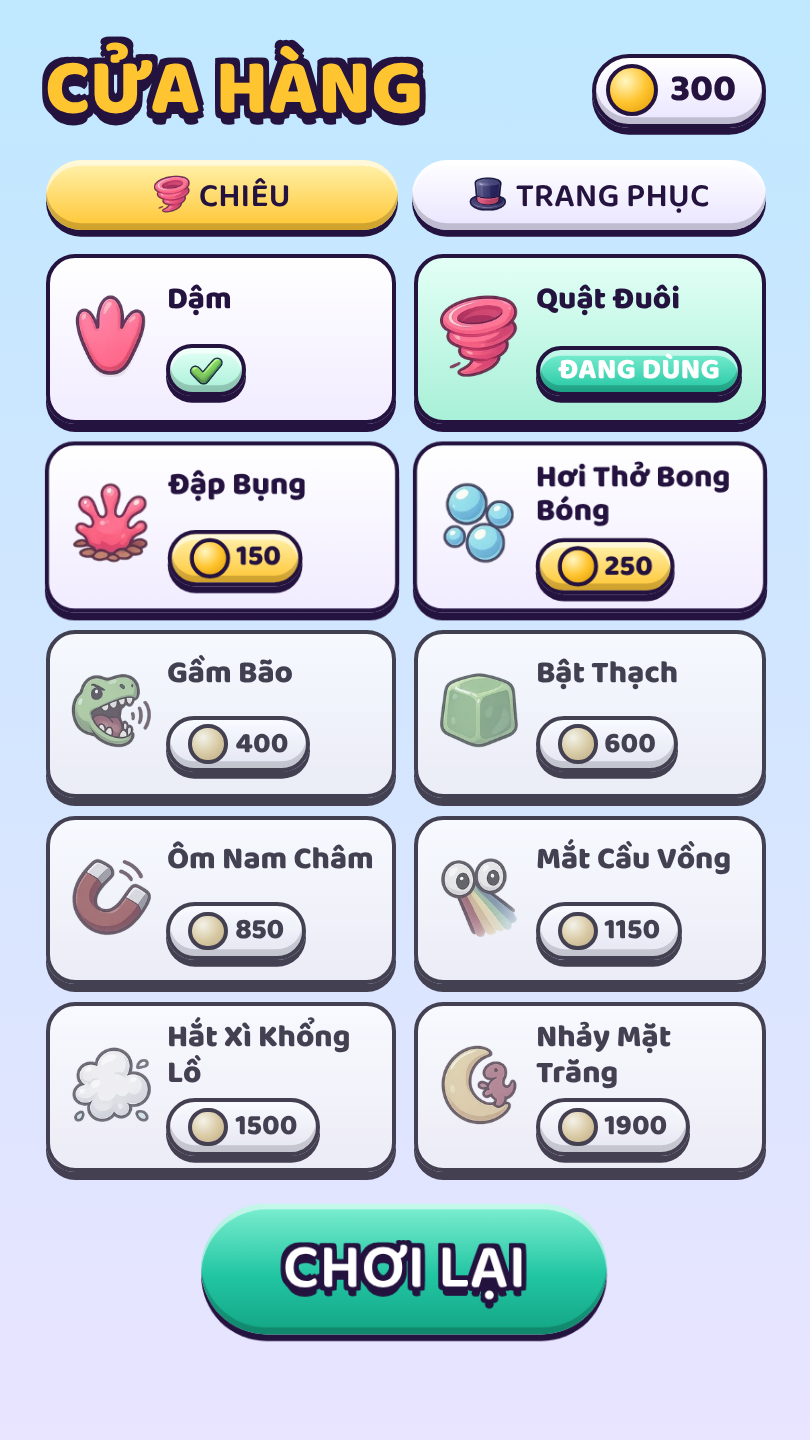 CỬA HÀNG
300
CHIÊU
TRANG PHỤC
Dậm
Quật Đuôi
ĐANG DÙNG
Đập Bụng
150
Hơi Thở Bong
Bóng
250
Gầm Bão
400
Bật Thạch
600
Ôm Nam Châm
850
Mắt Cầu Vồng
1150
Hắt Xì Khổng
Lồ
1500
Nhảy Mặt
Trăng
1900
CHƠI LẠI